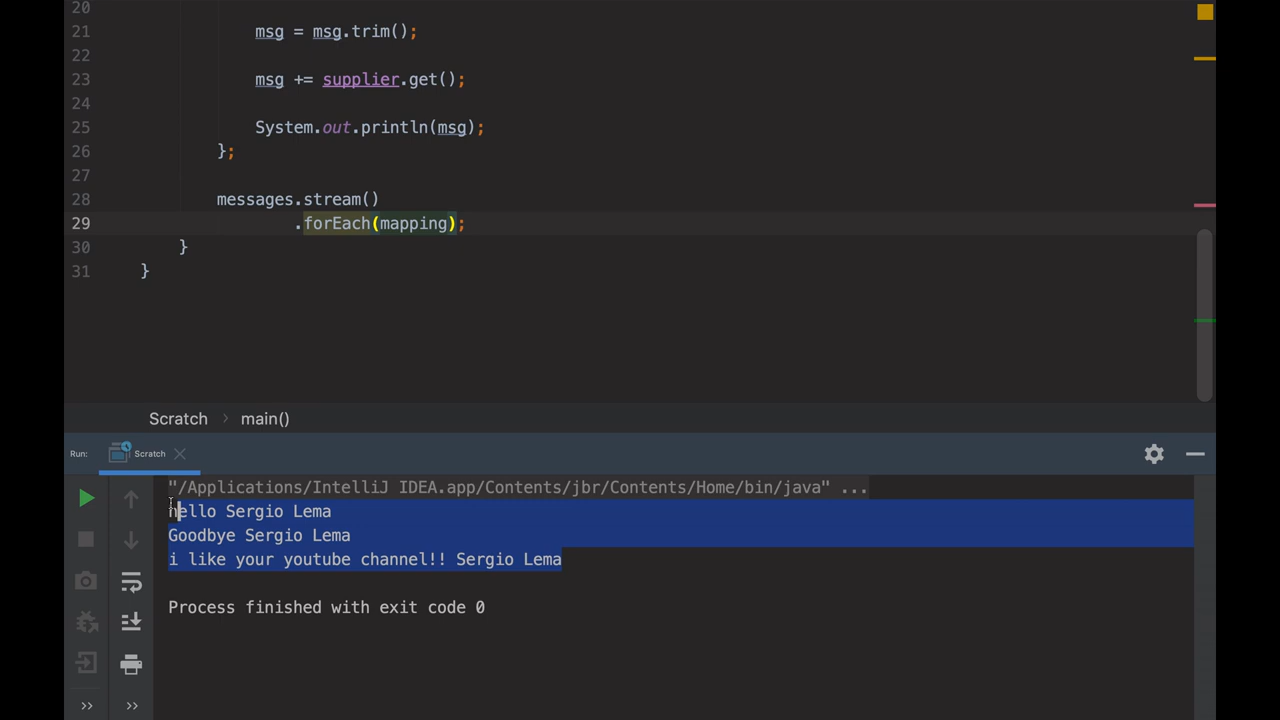 20
21 msg = msg.trim();
22
23 msg += supplier.get();
24
25 System.out.println(msg);
26 };
27
28 messages.stream()
29 .forEach(mapping);
30 }
31 }
Scratch > main()
Run: Scratch
"/Applications/IntelliJ IDEA.app/Contents/jbr/Contents/Home/bin/java" ...
hello Sergio Lema
Goodbye Sergio Lema
i like your youtube channel!! Sergio Lema
Process finished with exit code 0